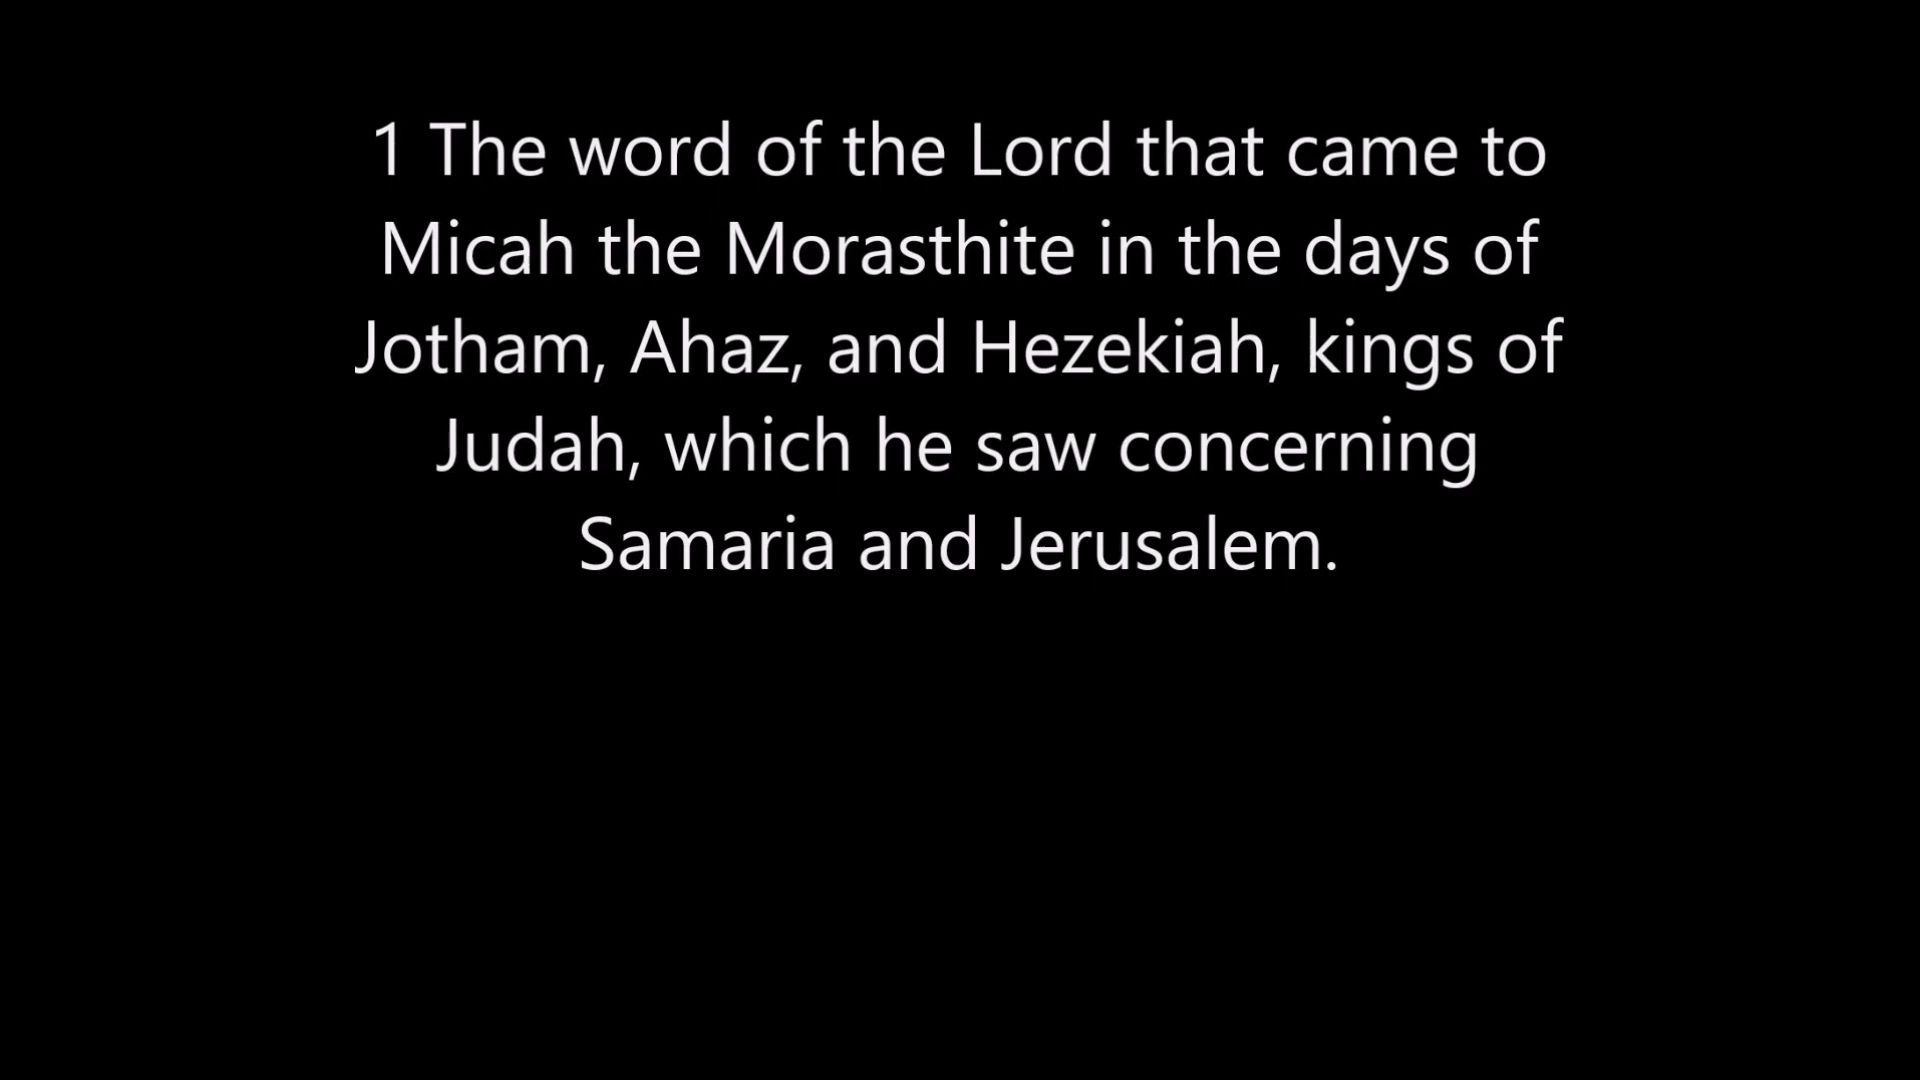 1 The word of the Lord that came to
Micah the Morasthite in the days of
Jotham, Ahaz, and Hezekiah, kings of
Judah, which he saw concerning
Samaria and Jerusalem.